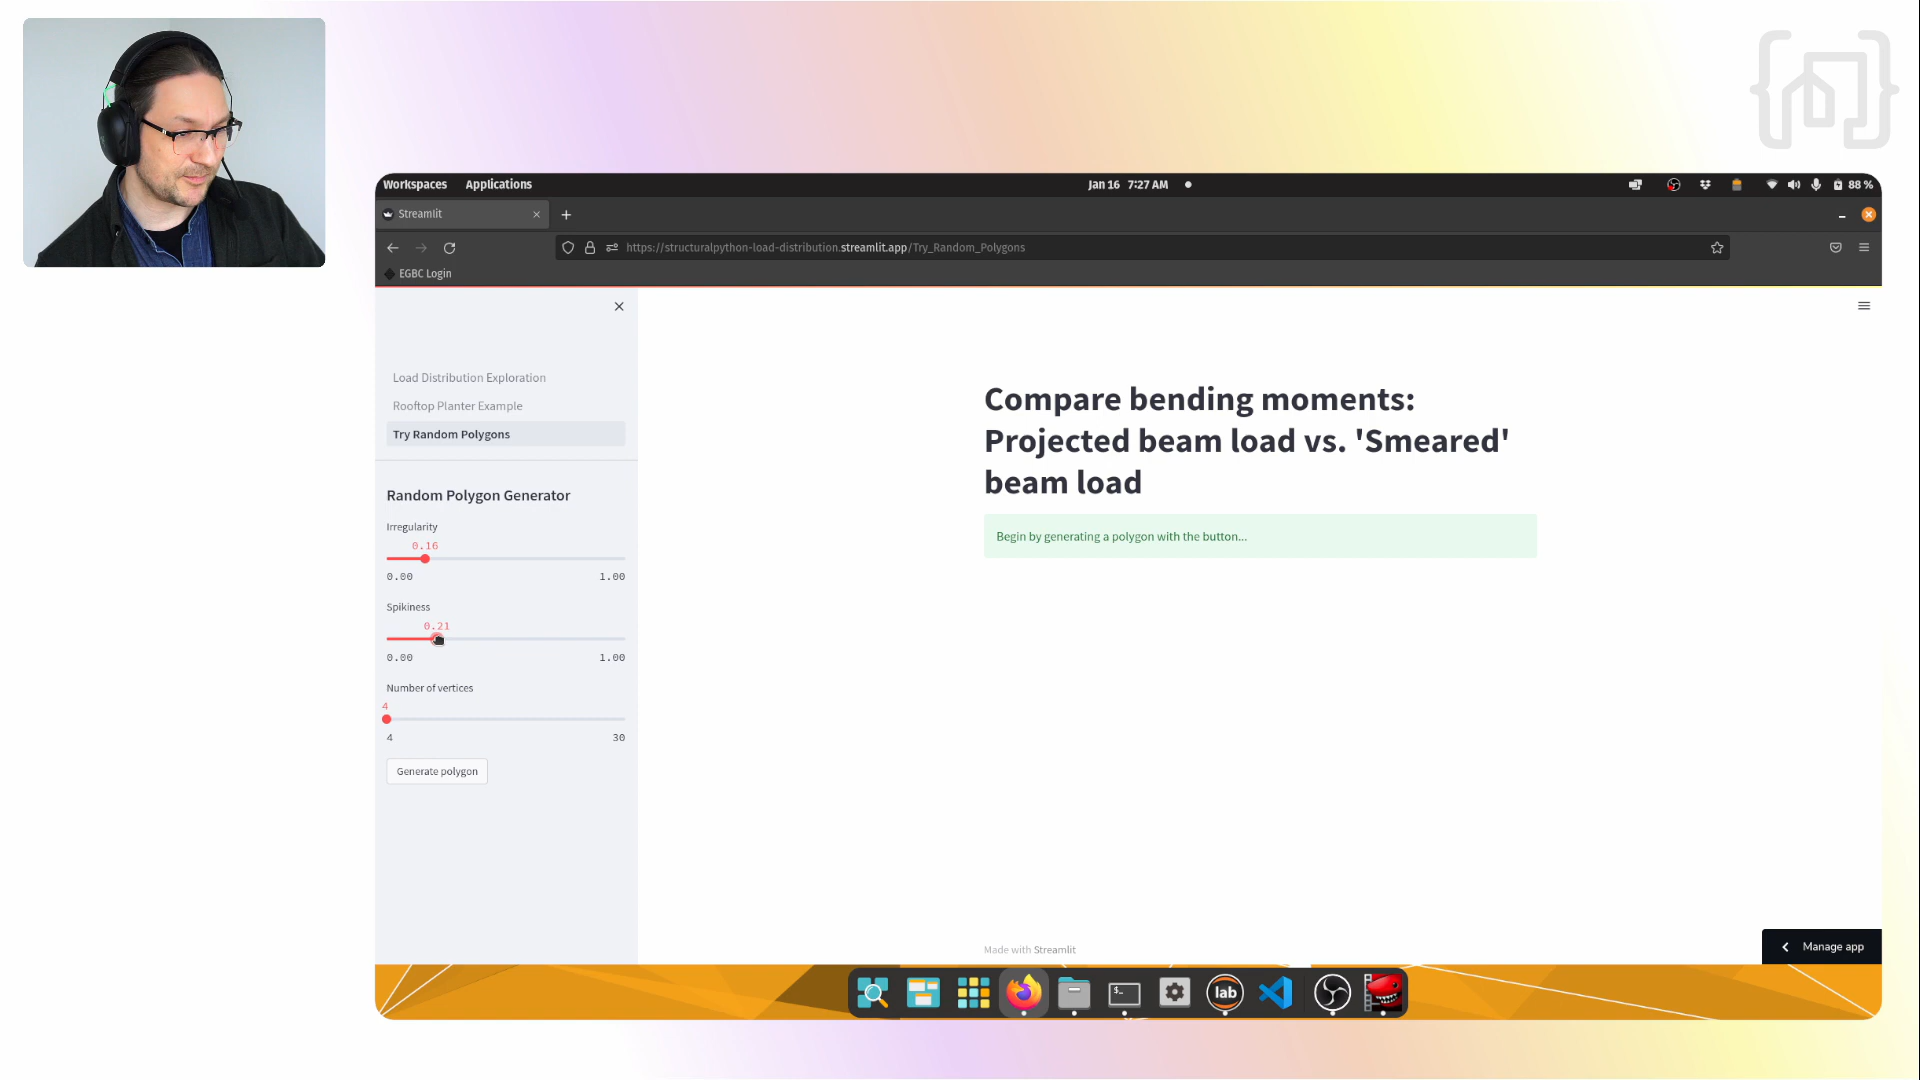 Workspaces Applications
Jan 16 7:27 AM
88 %
Streamlit
https://structuralpython-load-distribution.streamlit.app/Try_Random_Polygons
EGBC Login
Load Distribution Exploration
Rooftop Planter Example
Try Random Polygons
Random Polygon Generator
Irregularity
0.16
0.00 1.00
Spikiness
0.21
0.00 1.00
Number of vertices
4
4 30
Generate polygon
Compare bending moments:
Projected beam load vs. 'Smeared'
beam load
Begin by generating a polygon with the button...
Made with Streamlit
Manage app
$_
lab